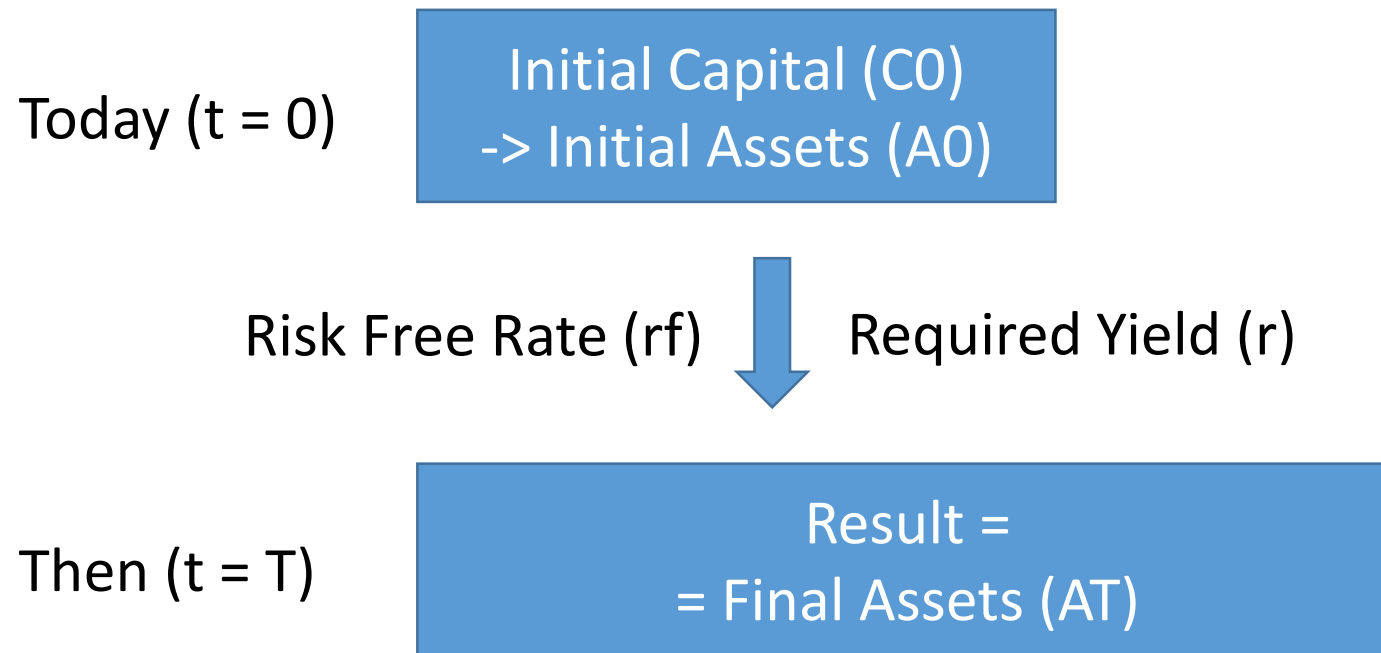 Today (t = 0)
Initial Capital (C0)
-> Initial Assets (A0)
Risk Free Rate (rf)
Required Yield (r)
Then (t = T)
Result =
= Final Assets (AT)